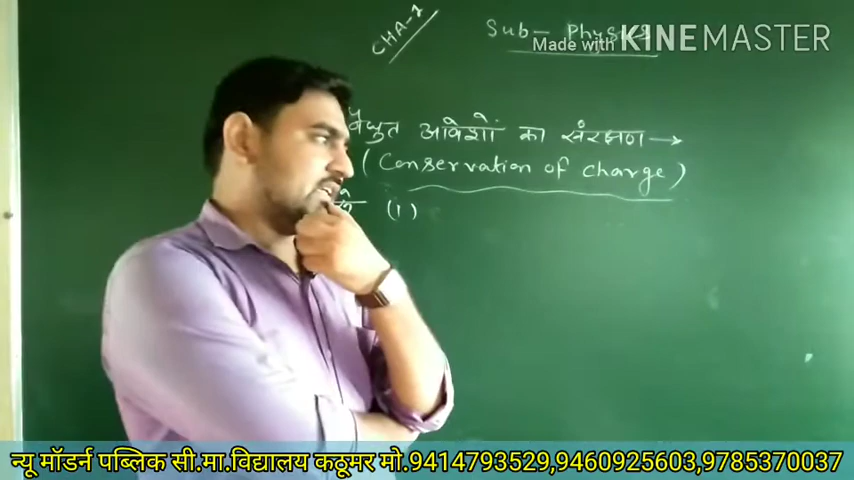 CHA-1
Sub- Physics
Made with KINEMASTER
विद्युत आवेशों का संरक्षण →
(Conservation of charge)
(1)
न्यू मॉडर्न पब्लिक सी.मा.विद्यालय कठूमर मो.9414793529,9460925603,9785370037